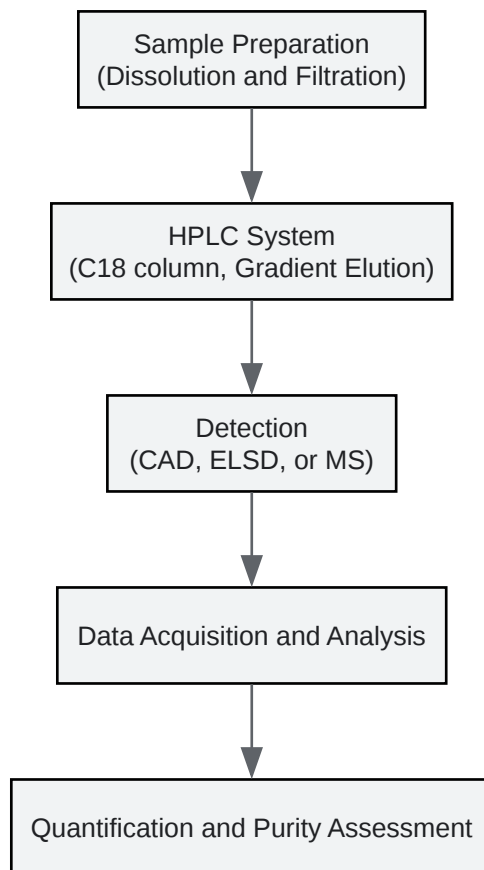 Sample Preparation
(Dissolution and Filtration)
HPLC System
(C18 column, Gradient Elution)
Detection
(CAD, ELSD, or MS)
Data Acquisition and Analysis
Quantification and Purity Assessment